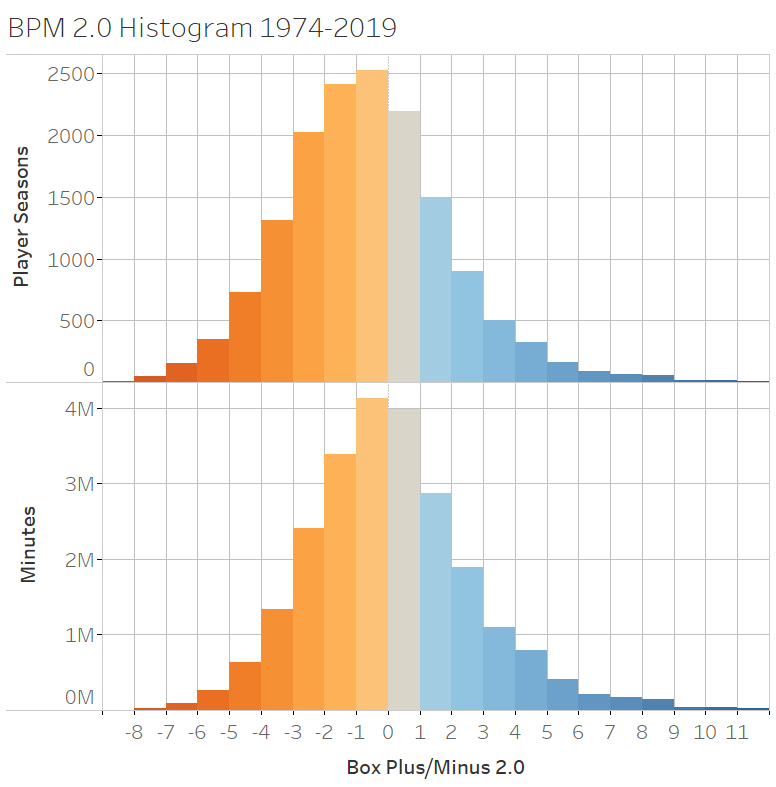 BPM 2.0 Histogram 1974-2019
2500
2000
1500
1000
500
0
Player Seasons
4M
3M
2M
1M
0M
Minutes
-8 -7 -6 -5 -4 -3 -2 -1 0 1 2 3 4 5 6 7 8 9 10 11
Box Plus/Minus 2.0